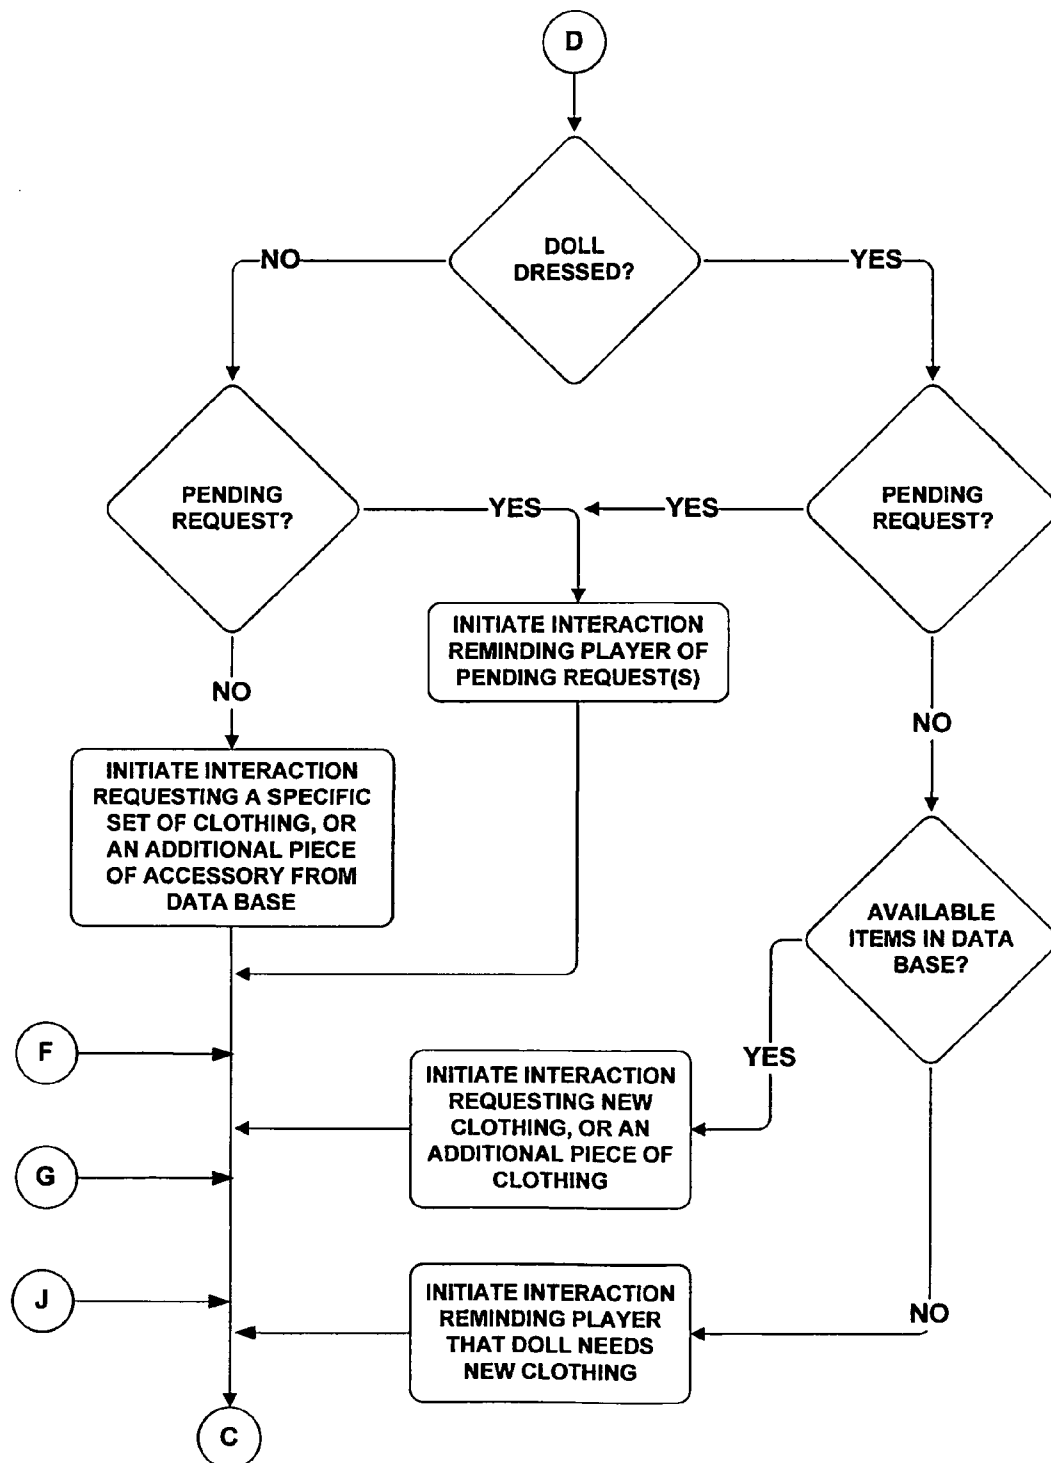 D
DOLL
DRESSED?
NO
YES
PENDING
REQUEST?
YES
YES
PENDING
REQUEST?
INITIATE INTERACTION
REMINDING PLAYER OF
PENDING REQUEST(S)
NO
NO
INITIATE INTERACTION
REQUESTING A SPECIFIC
SET OF CLOTHING, OR
AN ADDITIONAL PIECE
OF ACCESSORY FROM
DATA BASE
AVAILABLE
ITEMS IN DATA
BASE?
F
YES
INITIATE INTERACTION
REQUESTING NEW
CLOTHING, OR AN
ADDITIONAL PIECE OF
CLOTHING
G
J
INITIATE INTERACTION
REMINDING PLAYER
THAT DOLL NEEDS
NEW CLOTHING
NO
C